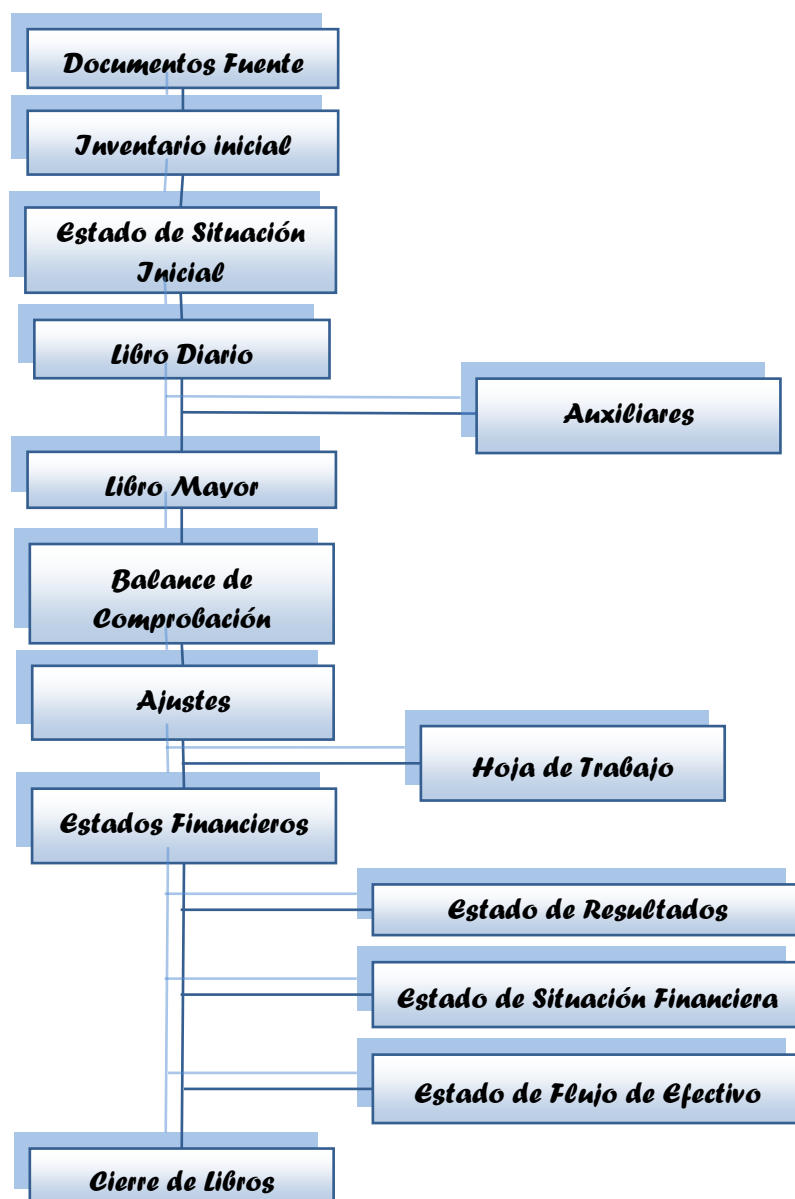 Documentos Fuente
Inventario inicial
Estado de Situación
Inicial
Libro Diario
Auxiliares
Libro Mayor
Balance de
Comprobación
Ajustes
Hoja de Trabajo
Estados Financieros
Estado de Resultados
Estado de Situación Financiera
Estado de Flujo de Efectivo
Cierre de Libros